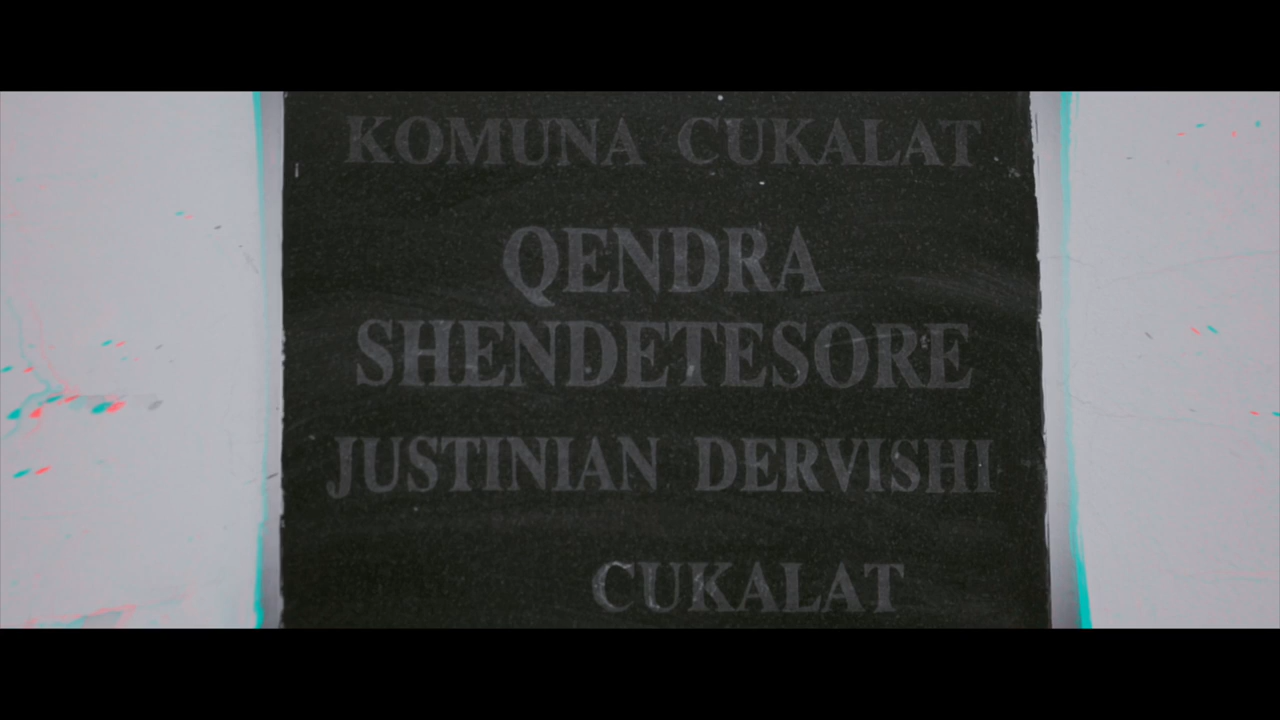 KOMUNA CUKALAT
QENDRA
SHENDETESORE
JUSTINIAN DERVISHI
CUKALAT